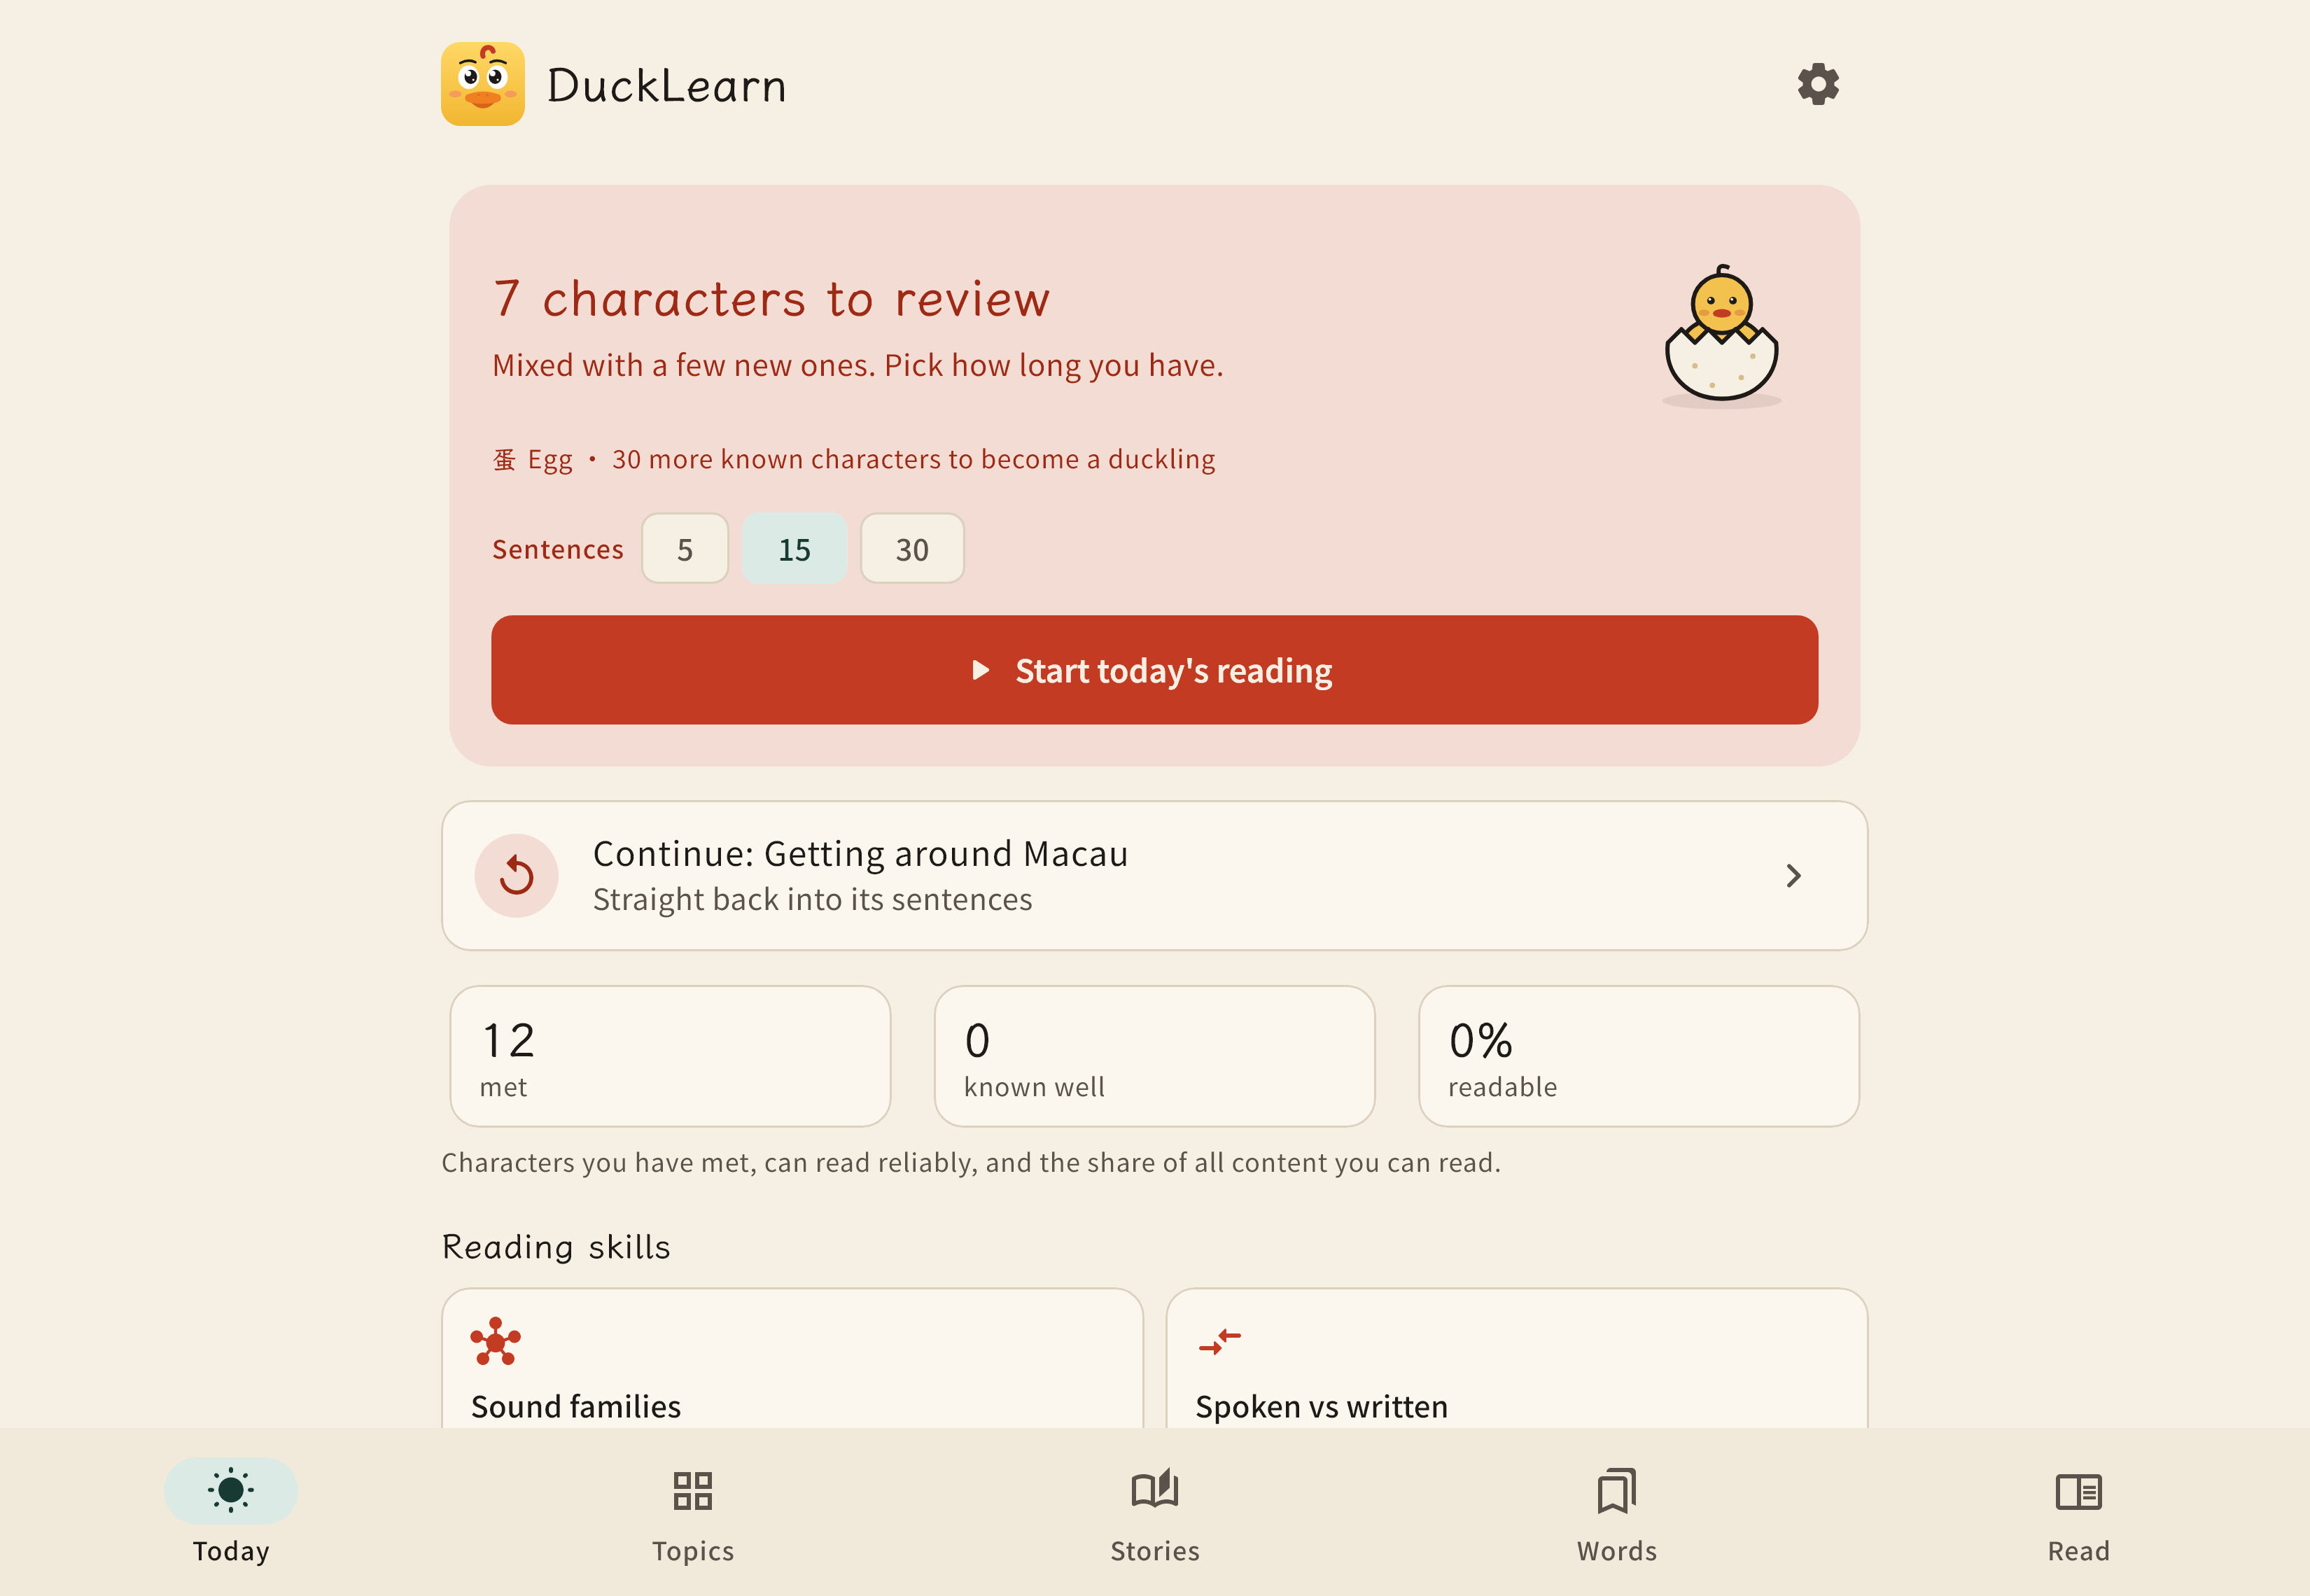 DuckLearn
7 characters to review
Mixed with a few new ones. Pick how long you have.
蛋 Egg • 30 more known characters to become a duckling
Sentences 5 15 30
Start today's reading
Continue: Getting around Macau
Straight back into its sentences
12 0 0%
met known well readable
Characters you have met, can read reliably, and the share of all content you can read.
Reading skills
Sound families Spoken vs written
Today Topics Stories Words Read